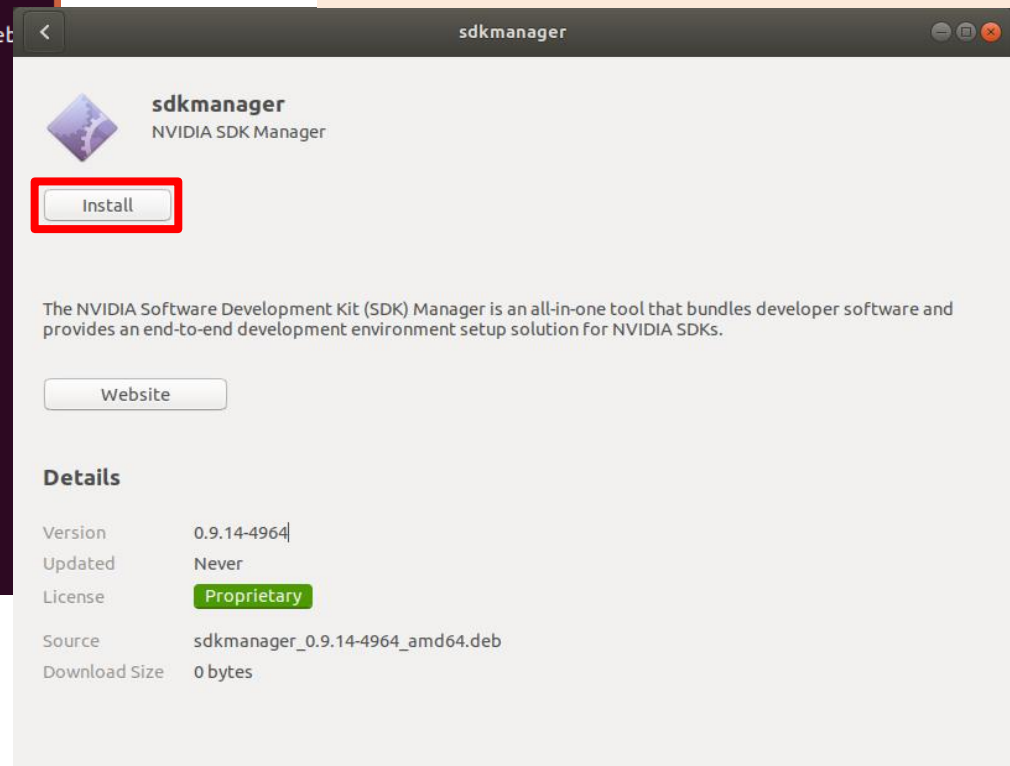 eb
sdkmanager
sdkmanager
NVIDIA SDK Manager
Install
The NVIDIA Software Development Kit (SDK) Manager is an all-in-one tool that bundles developer software and
provides an end-to-end development environment setup solution for NVIDIA SDKs.
Website
Details
Version 0.9.14-4964
Updated Never
License Proprietary
Source sdkmanager_0.9.14-4964_amd64.deb
Download Size 0 bytes